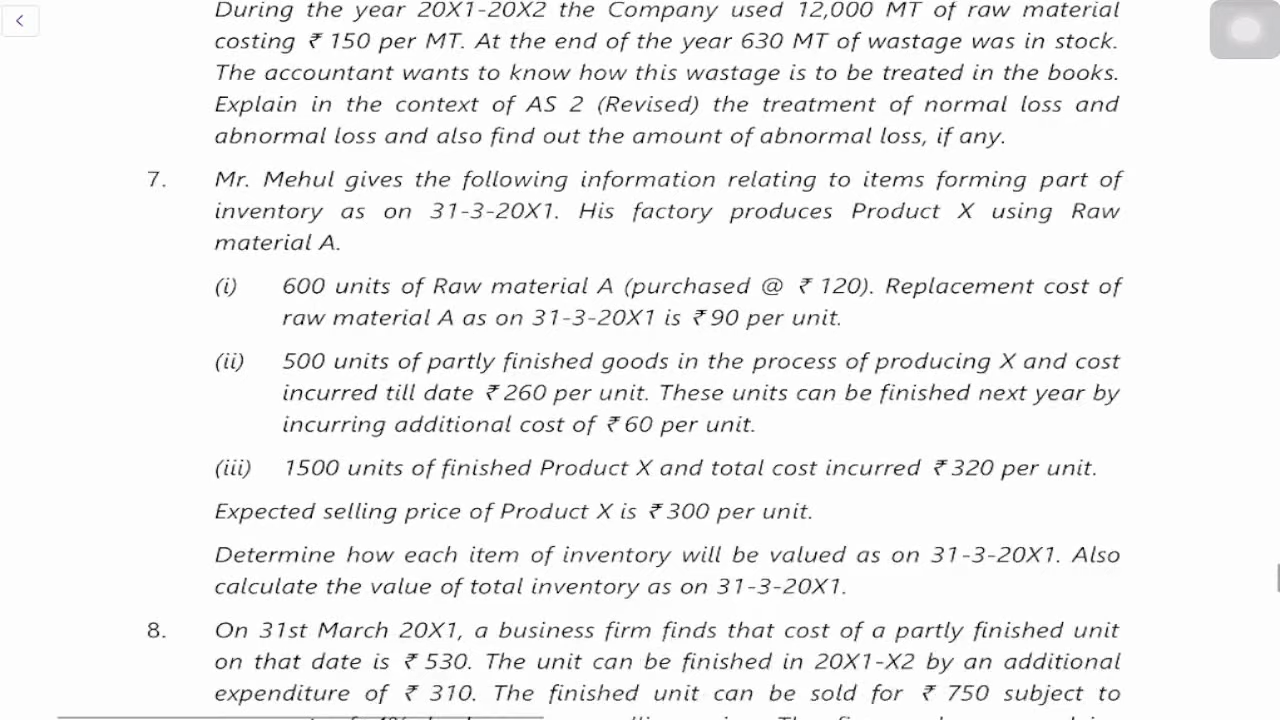 During the year 20X1-20X2 the Company used 12,000 MT of raw material
costing ₹ 150 per MT. At the end of the year 630 MT of wastage was in stock.
The accountant wants to know how this wastage is to be treated in the books.
Explain in the context of AS 2 (Revised) the treatment of normal loss and
abnormal loss and also find out the amount of abnormal loss, if any.
7. Mr. Mehul gives the following information relating to items forming part of
inventory as on 31-3-20X1. His factory produces Product X using Raw
material A.
(i) 600 units of Raw material A (purchased @ ₹ 120). Replacement cost of
raw material A as on 31-3-20X1 is ₹ 90 per unit.
(ii) 500 units of partly finished goods in the process of producing X and cost
incurred till date ₹ 260 per unit. These units can be finished next year by
incurring additional cost of ₹ 60 per unit.
(iii) 1500 units of finished Product X and total cost incurred ₹ 320 per unit.
Expected selling price of Product X is ₹ 300 per unit.
Determine how each item of inventory will be valued as on 31-3-20X1. Also
calculate the value of total inventory as on 31-3-20X1.
8. On 31st March 20X1, a business firm finds that cost of a partly finished unit
on that date is ₹ 530. The unit can be finished in 20X1-X2 by an additional
expenditure of ₹ 310. The finished unit can be sold for ₹ 750 subject to